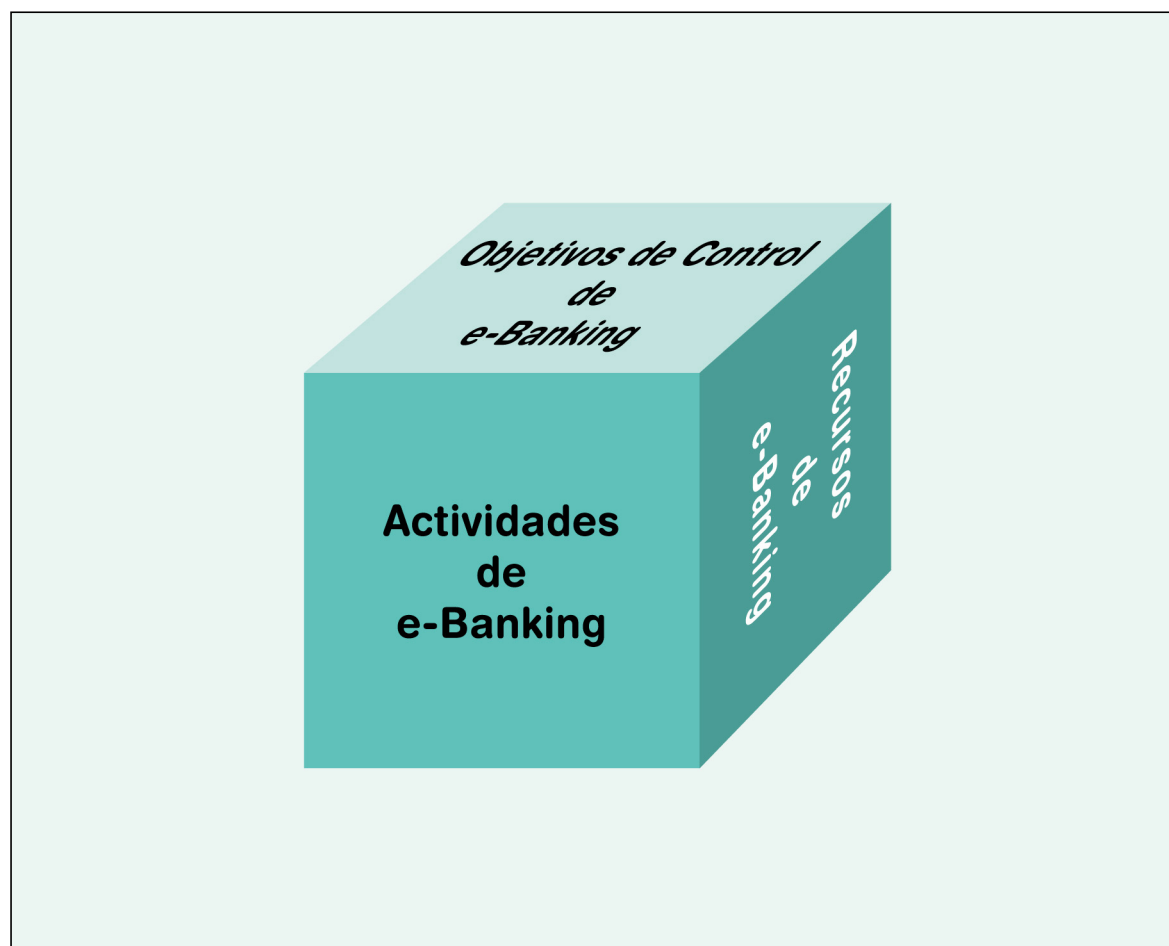 Objetivos de Control
de
e-Banking
Actividades
de
e-Banking
Recursos
de
e-Banking